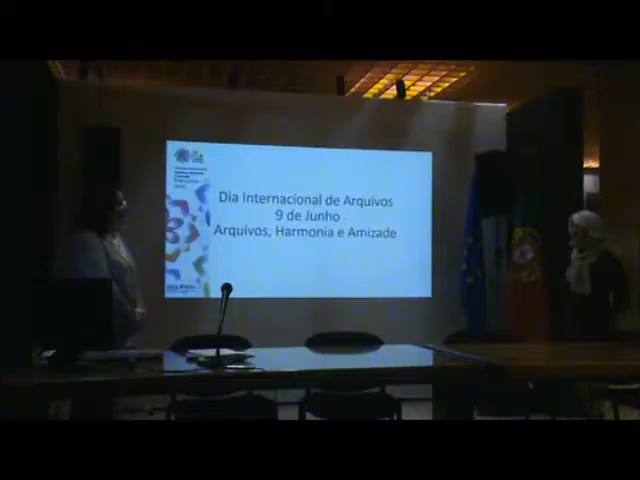 Dia Internacional de Arquivos
9 de Junho
Arquivos, Harmonia e Amizade